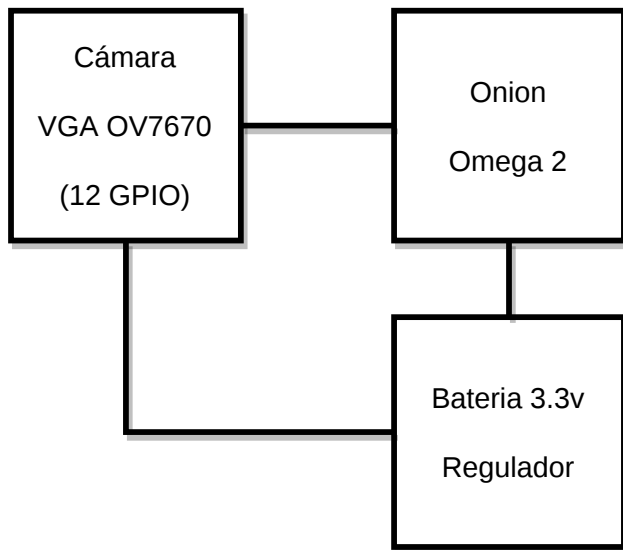 Cámara
VGA OV7670
(12 GPIO)
Onion
Omega 2
Bateria 3.3v
Regulador